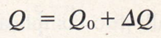 Q = Q₀ + ΔQ